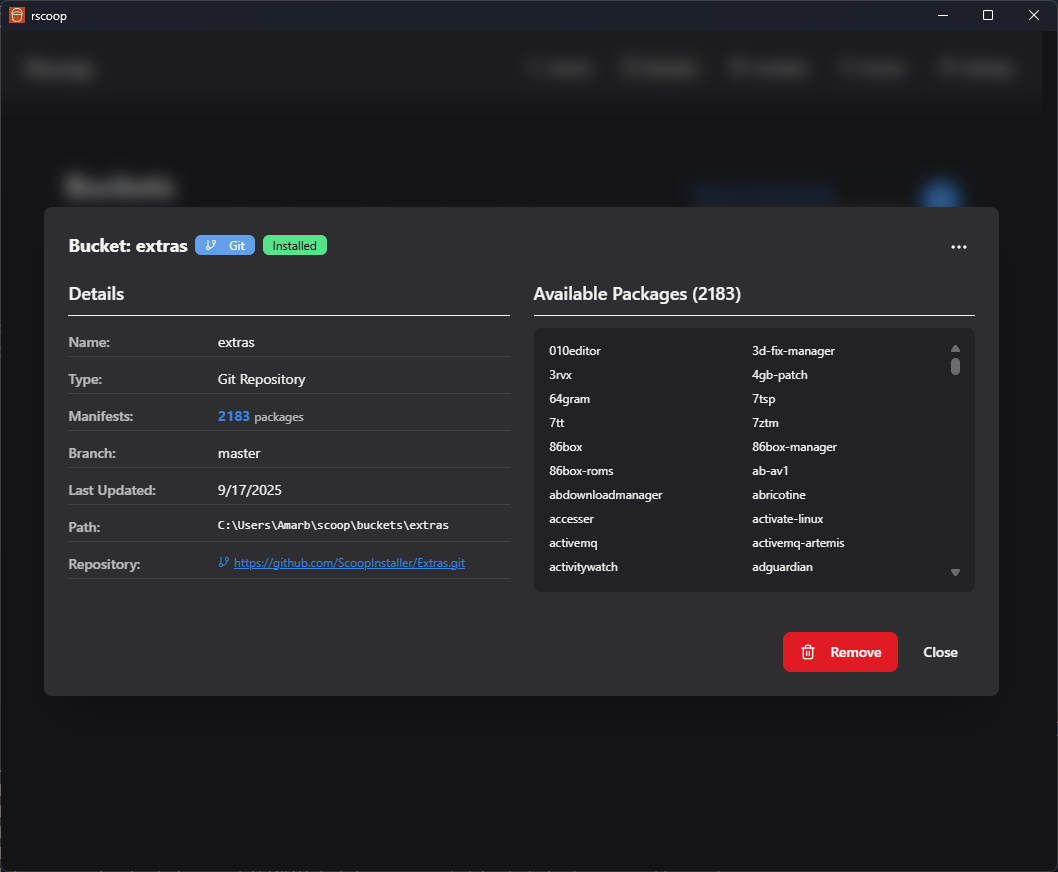 rscoop
Bucket: extras Git Installed
Details
Name: extras
Type: Git Repository
Manifests: 2183 packages
Branch: master
Last Updated: 9/17/2025
Path: C:\Users\Amarb\scoop\buckets\extras
Repository: https://github.com/ScoopInstaller/Extras.git
Available Packages (2183)
010editor 3d-fix-manager
3rvx 4gb-patch
64gram 7tsp
7tt 7ztm
86box 86box-manager
86box-roms ab-av1
abdownloadmanager abricotine
accesser activate-linux
activemq activemq-artemis
activitywatch adguardian
Remove Close